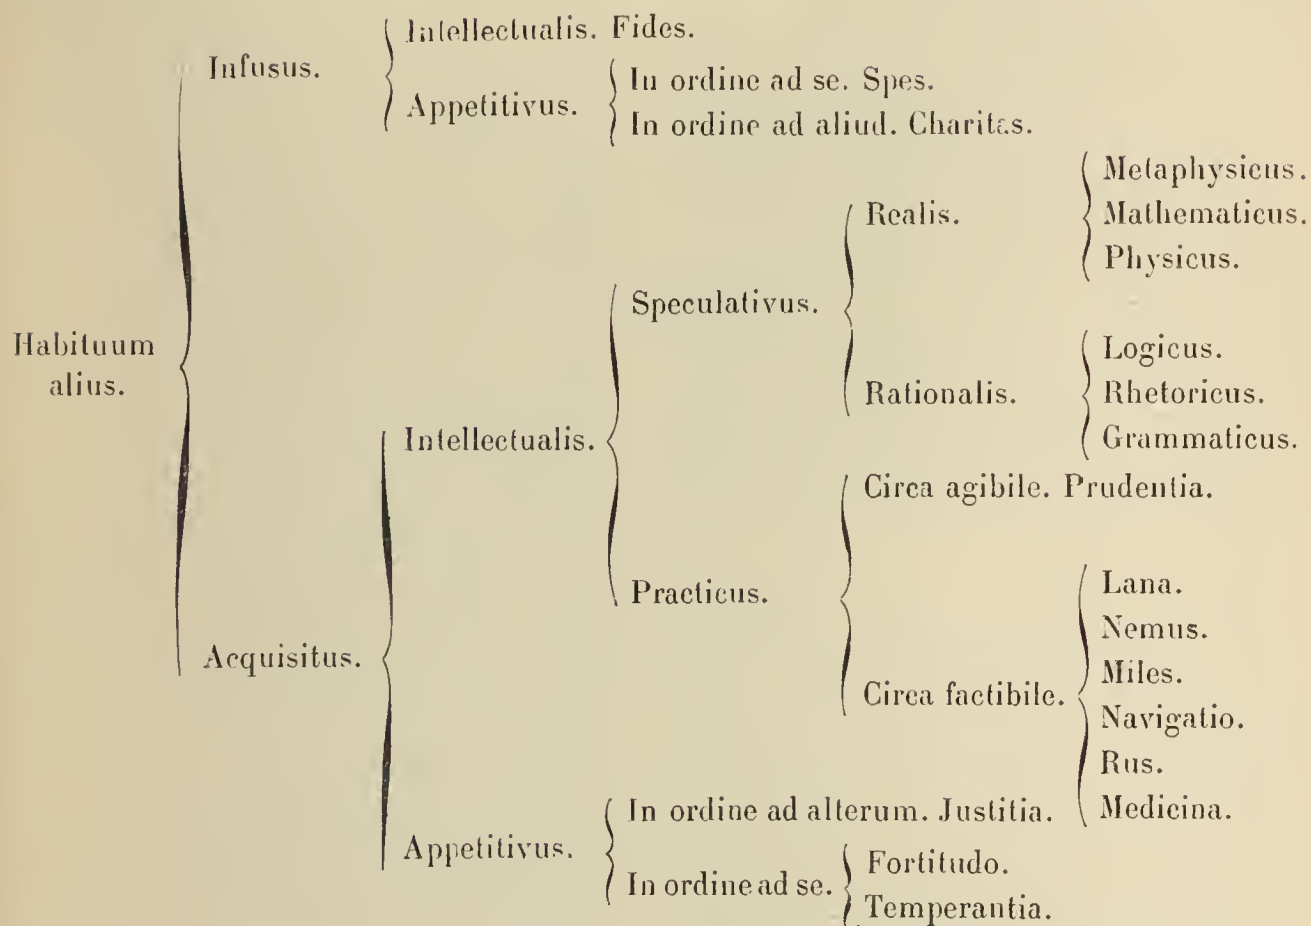 Infusus.
Intellectualis. Fides.
Appetitivus.
In ordine ad se. Spes.
In ordine ad aliud. Charitas.
Habituum
alius.
Acquisitus.
Intellectualis.
Speculativus.
Realis.
Metaphysicus.
Mathematicus.
Physicus.
Rationalis.
Logicus.
Rhetoricus.
Grammaticus.
Practicus.
Circa agibile. Prudentia.
Circa factibile.
Lana.
Nemus.
Miles.
Navigatio.
Rus.
Medicina.
Appetitivus.
In ordine ad alterum. Justitia.
In ordine ad se.
Fortitudo.
Temperantia.